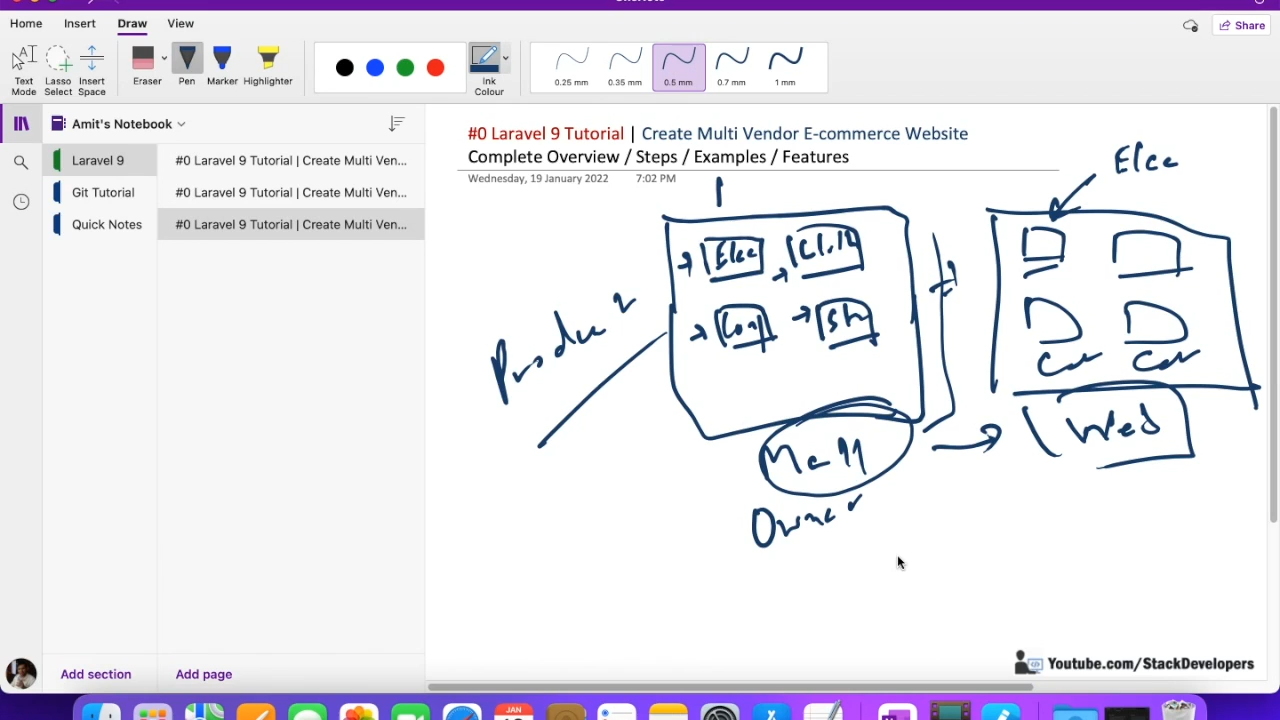 Home Insert Draw View
Share
Text Mode
Lasso Select
Insert Space
Eraser
Pen
Marker
Highlighter
Ink Colour
0.25 mm
0.35 mm
0.5 mm
0.7 mm
1 mm
Amit's Notebook
Laravel 9
Git Tutorial
Quick Notes
#0 Laravel 9 Tutorial | Create Multi Ven...
#0 Laravel 9 Tutorial | Create Multi Ven...
#0 Laravel 9 Tutorial | Create Multi Ven...
#0 Laravel 9 Tutorial | Create Multi Vendor E-commerce Website
Complete Overview / Steps / Examples / Features
Wednesday, 19 January 2022 7:02 PM
Elec
Elec
Sh
Mall
Owner
Web
Add section
Add page
Youtube.com/StackDevelopers
JAN